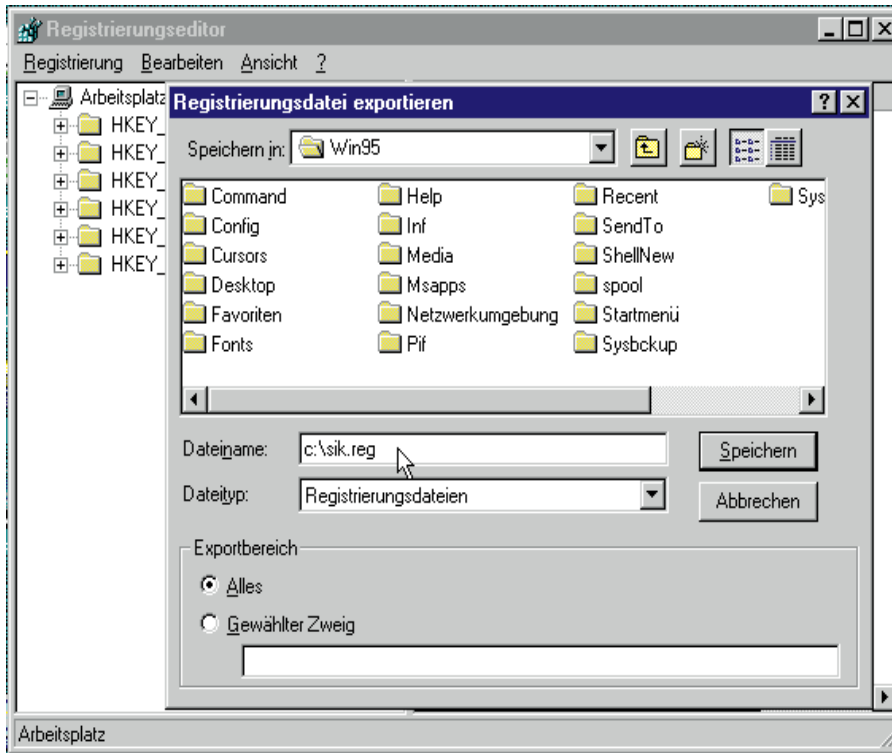 Registrierungseditor
Registrierung Bearbeiten Ansicht ?
Arbeitsplatz
HKEY_
HKEY_
HKEY_
HKEY_
HKEY_
HKEY_
Registrierungsdatei exportieren
Speichern in: Win95
Command Help Recent Sys
Config Inf SendTo
Cursors Media ShellNew
Desktop Msapps spool
Favoriten Netzwerkumgebung Startmenü
Fonts Pif Sysbckup
Dateiname: c:\sik.reg Speichern
Dateityp: Registrierungsdateien Abbrechen
Exportbereich
Alles
Gewählter Zweig
Arbeitsplatz